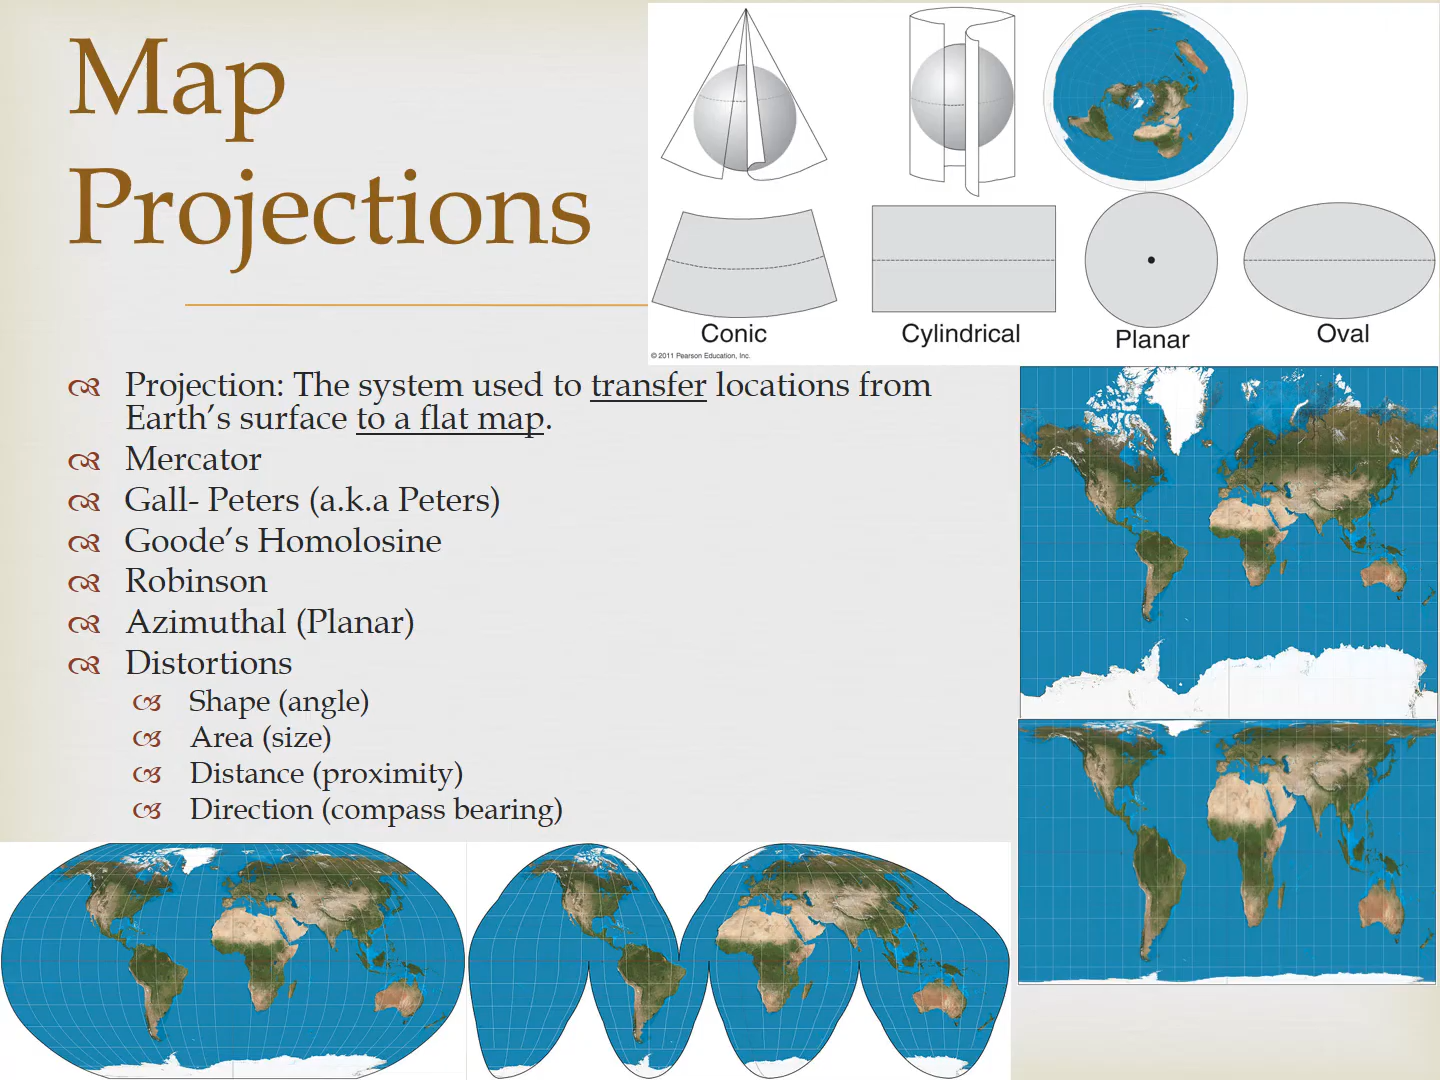 Map
Projections
Conic
Cylindrical
Planar
Oval
© 2011 Pearson Education, Inc.
Projection: The system used to transfer locations from
Earth’s surface to a flat map.
Mercator
Gall- Peters (a.k.a Peters)
Goode’s Homolosine
Robinson
Azimuthal (Planar)
Distortions
Shape (angle)
Area (size)
Distance (proximity)
Direction (compass bearing)